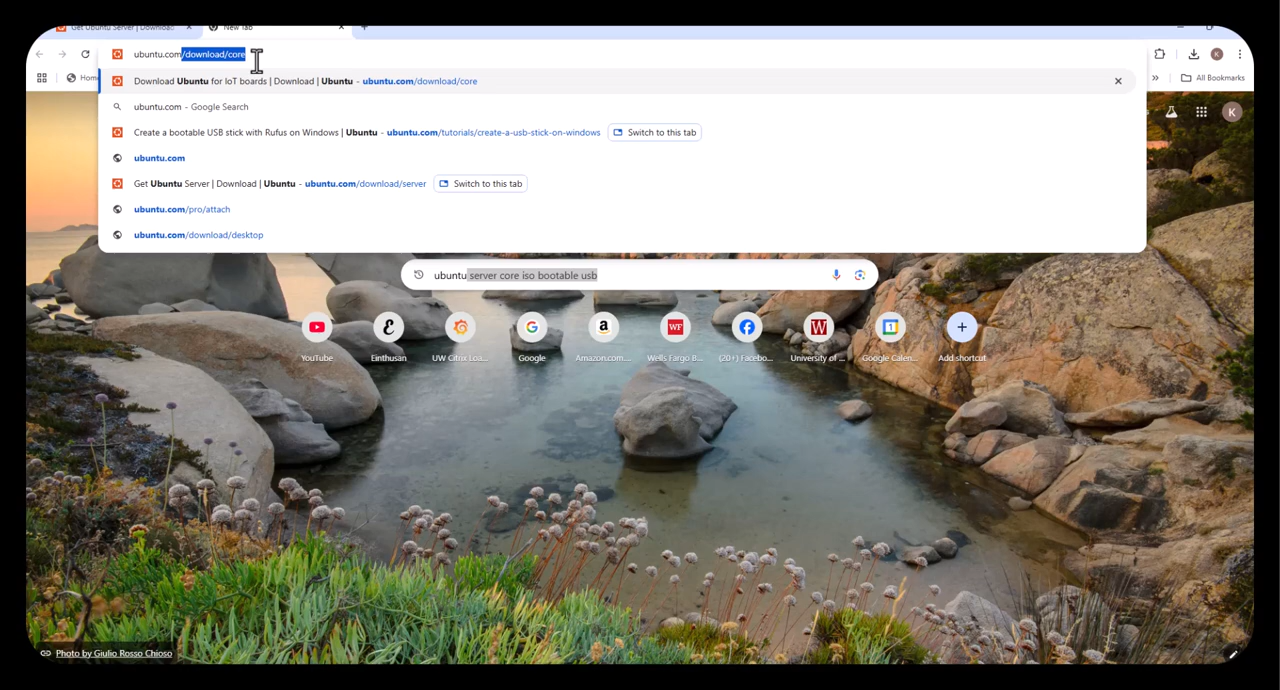 Get Ubuntu Server | Download
New Tab
ubuntu.com/download/core
Home
All Bookmarks
K
Download Ubuntu for IoT boards | Download | Ubuntu - ubuntu.com/download/core
ubuntu.com - Google Search
Create a bootable USB stick with Rufus on Windows | Ubuntu - ubuntu.com/tutorials/create-a-usb-stick-on-windows Switch to this tab
ubuntu.com
Get Ubuntu Server | Download | Ubuntu - ubuntu.com/download/server Switch to this tab
ubuntu.com/pro/attach
ubuntu.com/download/desktop
K
ubuntu server core iso bootable usb
YouTube Einthusan UW Citrix Loa... Google Amazon.com... Wells Fargo B... (20+) Facebo... University of ... Google Calen... Add shortcut
Photo by Giulio Rosso Chioso